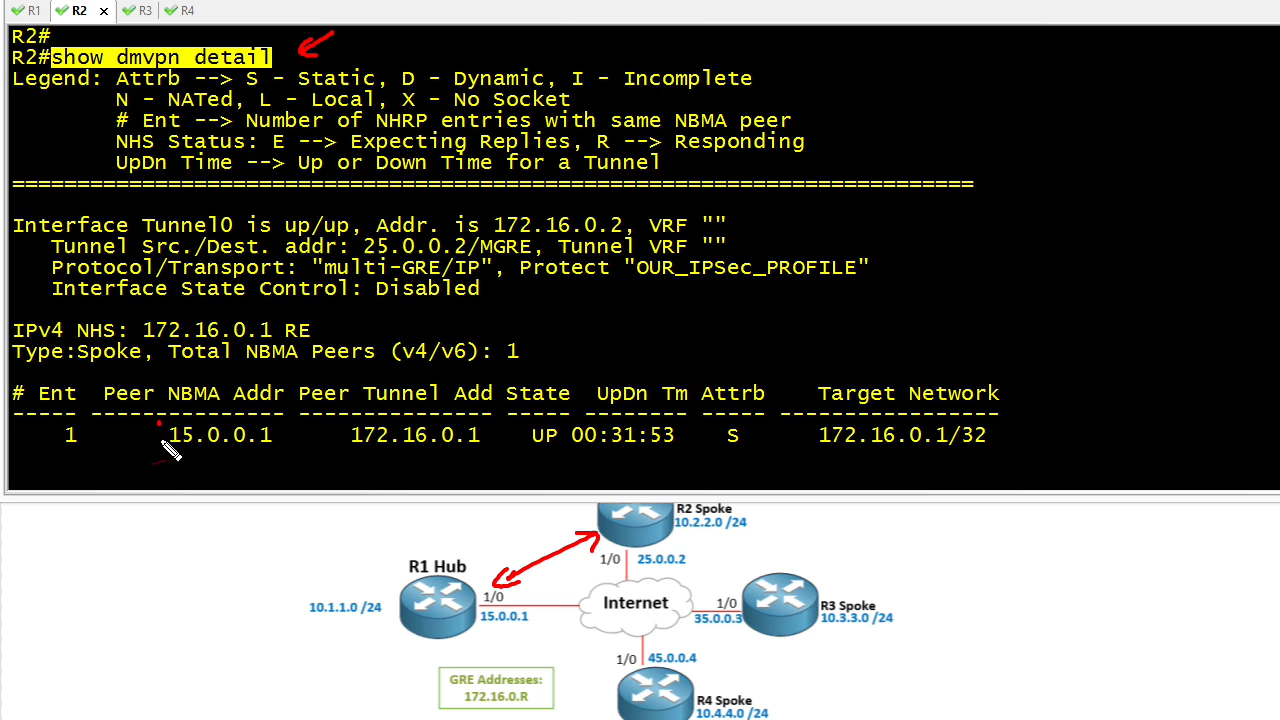 R1 R2 × R3 R4
R2#
R2#show dmvpn detail
Legend: Attrb --> S - Static, D - Dynamic, I - Incomplete
N - NATed, L - Local, X - No Socket
# Ent --> Number of NHRP entries with same NBMA peer
NHS Status: E --> Expecting Replies, R --> Responding
UpDn Time --> Up or Down Time for a Tunnel
==========================================================================
Interface Tunnel0 is up/up, Addr. is 172.16.0.2, VRF ""
Tunnel Src./Dest. addr: 25.0.0.2/MGRE, Tunnel VRF ""
Protocol/Transport: "multi-GRE/IP", Protect "OUR_IPSec_PROFILE"
Interface State Control: Disabled
IPv4 NHS: 172.16.0.1 RE
Type:Spoke, Total NBMA Peers (v4/v6): 1
# Ent Peer NBMA Addr Peer Tunnel Add State UpDn Tm Attrb Target Network
----- --------------- --------------- ----- -------- ----- -----------------
1 15.0.0.1 172.16.0.1 UP 00:31:53 S 172.16.0.1/32
R2 Spoke
10.2.2.0 /24
1/0 25.0.0.2
R1 Hub
1/0
10.1.1.0 /24
15.0.0.1
Internet
1/0
35.0.0.3
R3 Spoke
10.3.3.0 /24
1/0 45.0.0.4
GRE Addresses:
172.16.0.R
R4 Spoke
10.4.4.0 /24